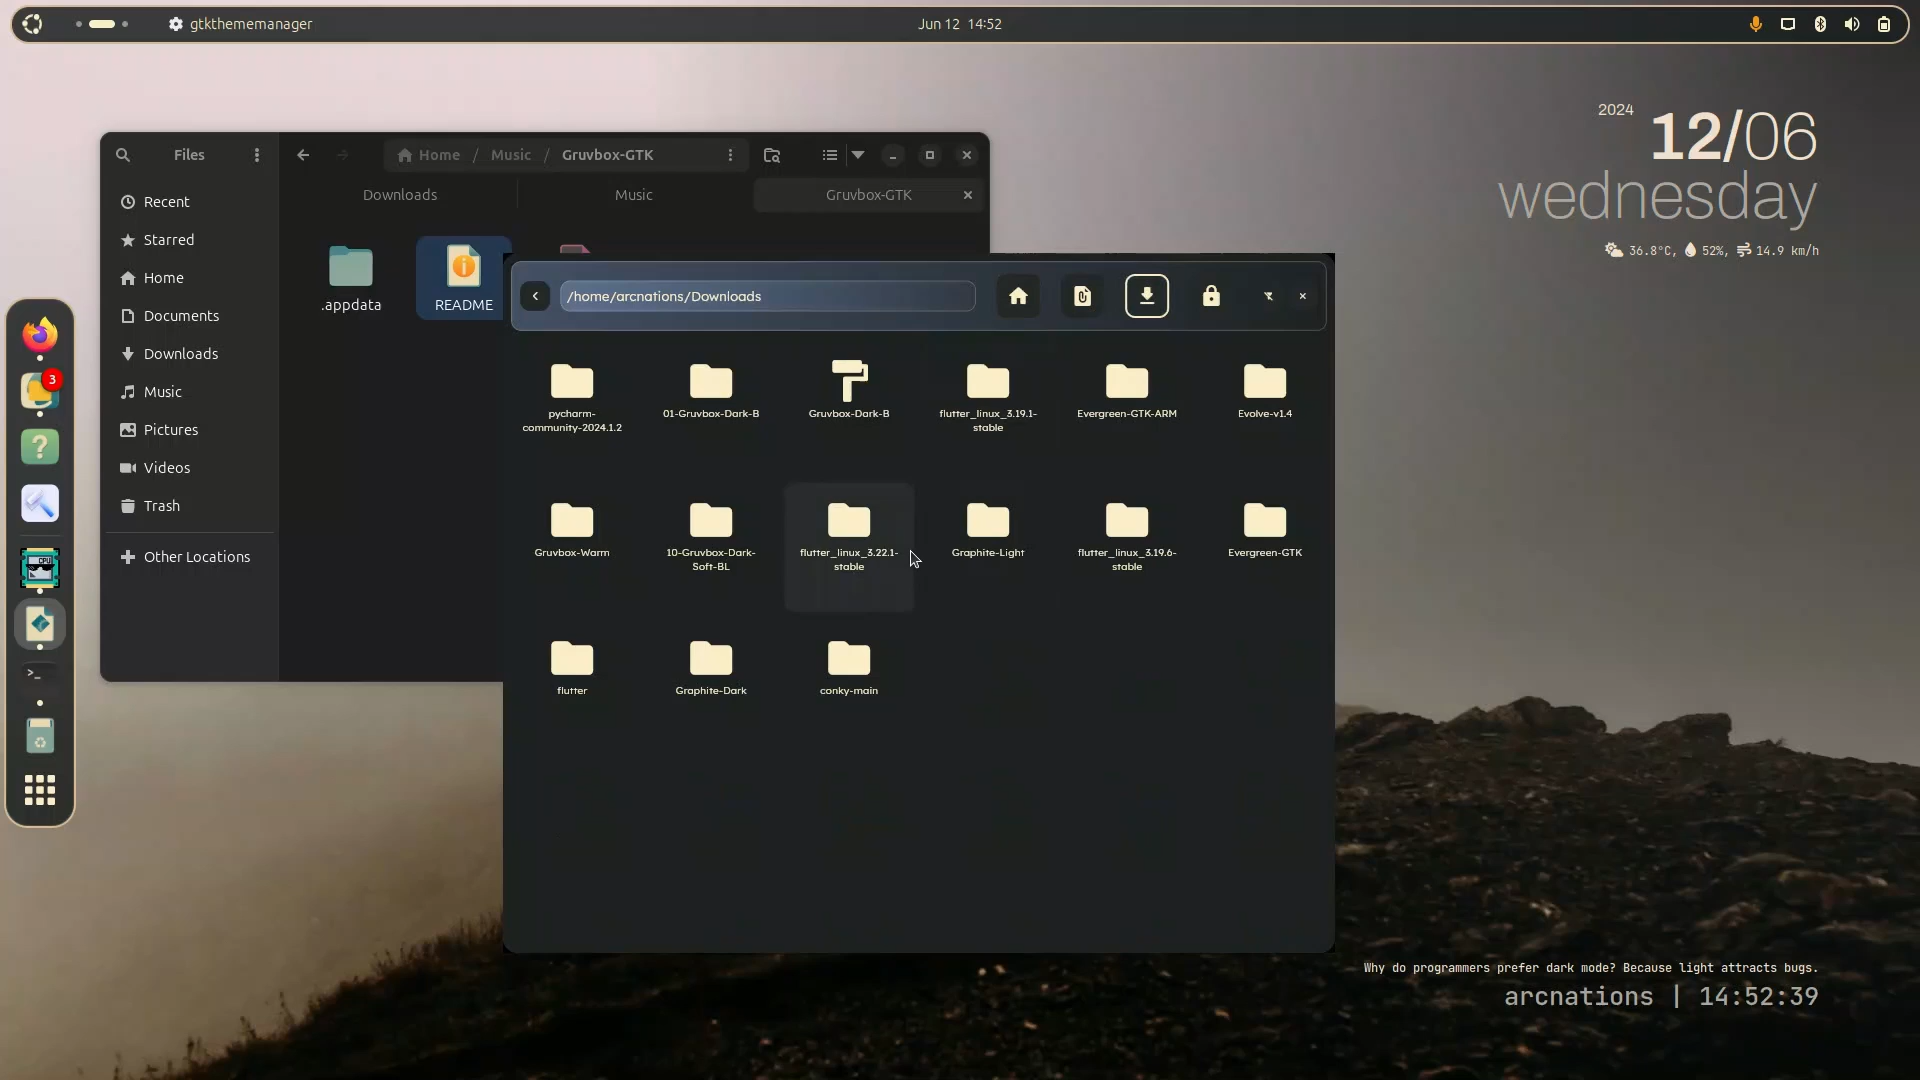 gtkthememanager
Jun 12 14:52
2024
12/06
wednesday
36.8°C, 52%, 14.9 km/h
Files
Home / Music / Gruvbox-GTK
Downloads
Music
Gruvbox-GTK
Recent
Starred
Home
Documents
Downloads
Music
Pictures
Videos
Trash
Other Locations
.appdata
README
3
?
CPU
>_
/home/arcnations/Downloads
pycharm-
community-2024.1.2
01-Gruvbox-Dark-B
Gruvbox-Dark-B
flutter_linux_3.19.1-
stable
Evergreen-GTK-ARM
Evolve-v1.4
Gruvbox-Warm
10-Gruvbox-Dark-
Soft-BL
flutter_linux_3.22.1-
stable
Graphite-Light
flutter_linux_3.19.6-
stable
Evergreen-GTK
flutter
Graphite-Dark
conky-main
Why do programmers prefer dark mode? Because light attracts bugs.
arcnations | 14:52:39